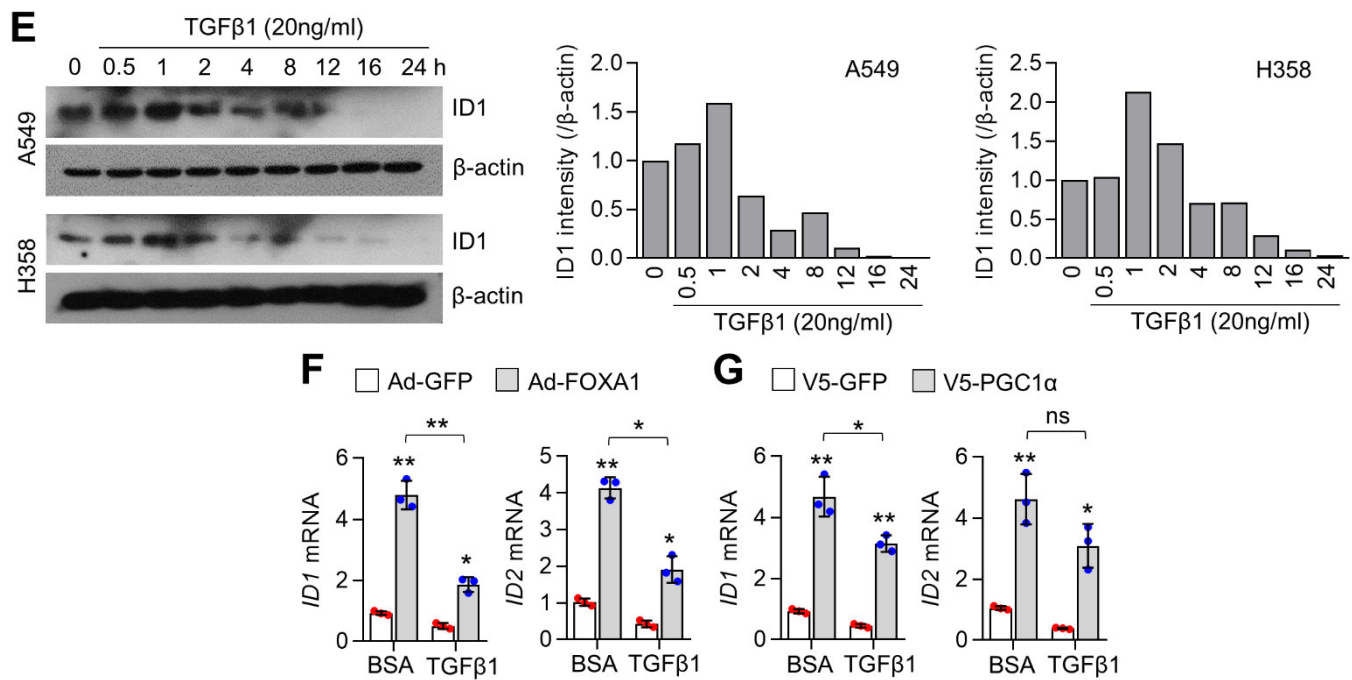 E
TGFβ1 (20ng/ml)
0 0.5 1 2 4 8 12 16 24 h
A549
ID1
β-actin
H358
ID1
β-actin
A549
ID1 intensity (/β-actin)
2.0
1.5
1.0
0.5
0.0
0 0.5 1 2 4 8 12 16 24
TGFβ1 (20ng/ml)
H358
ID1 intensity (/β-actin)
2.5
2.0
1.5
1.0
0.5
0.0
0 0.5 1 2 4 8 12 16 24
TGFβ1 (20ng/ml)
F
Ad-GFP Ad-FOXA1
ID1 mRNA
6
4
2
0
**
**
*
BSA TGFβ1
ID2 mRNA
5
4
3
2
1
0
*
**
*
BSA TGFβ1
G
V5-GFP V5-PGC1α
ID1 mRNA
6
4
2
0
*
**
**
BSA TGFβ1
ID2 mRNA
6
4
2
0
ns
**
*
BSA TGFβ1